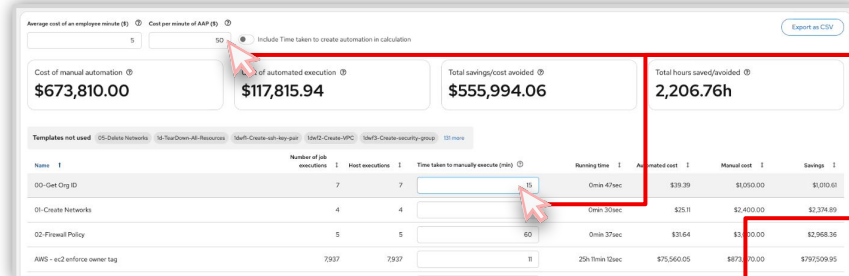 Average cost of an employee minute ($) Cost per minute of AAP ($)
5 50 Include Time taken to create automation in calculation Export as CSV
Cost of manual automation of automated execution Total savings/cost avoided Total hours saved/avoided
$673,810.00 $117,815.94 $555,994.06 2,206.76h
Templates not used 05-Delete Networks 1d-TearDown-All-Resources 1dwf1-Create-ssh-key-pair 1dwf2-Create-VPC 1dwf3-Create-security-group 131 more
Name Number of job executions Host executions Time taken to manually execute (min) Running time Automated cost Manual cost Savings
00-Get Org ID 7 7 15 0min 47sec $39.39 $1,050.00 $1,010.61
01-Create Networks 4 4 0min 30sec $25.11 $2,400.00 $2,374.89
02-Firewall Policy 5 5 60 0min 37sec $31.64 $2,968.36
AWS - ec2 enforce owner tag 7,937 7,937 11 25h 11min 12sec $75,560.05 $797,509.95